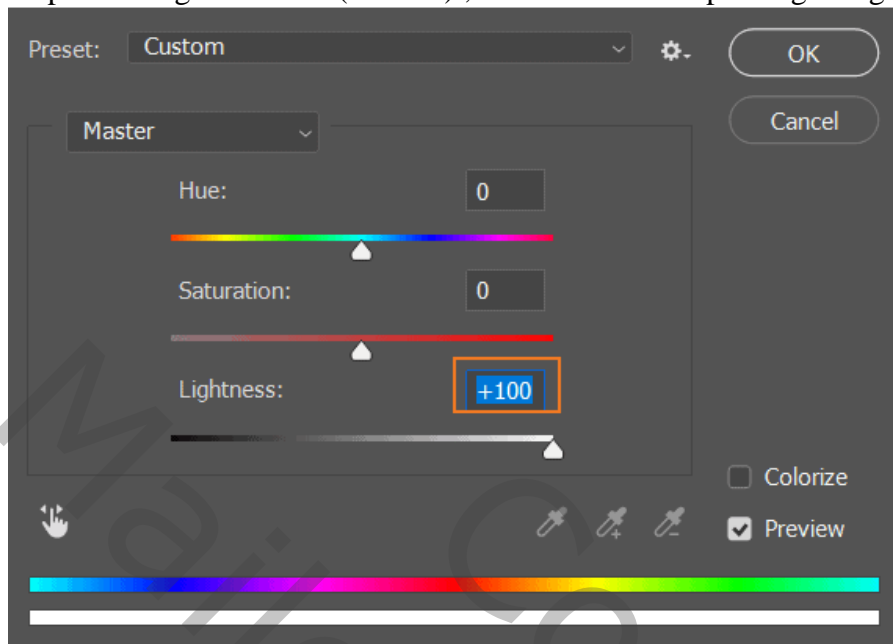 Preset: Custom
OK
Cancel
Master
Hue: 0
Saturation: 0
Lightness: +100
Colorize
Preview